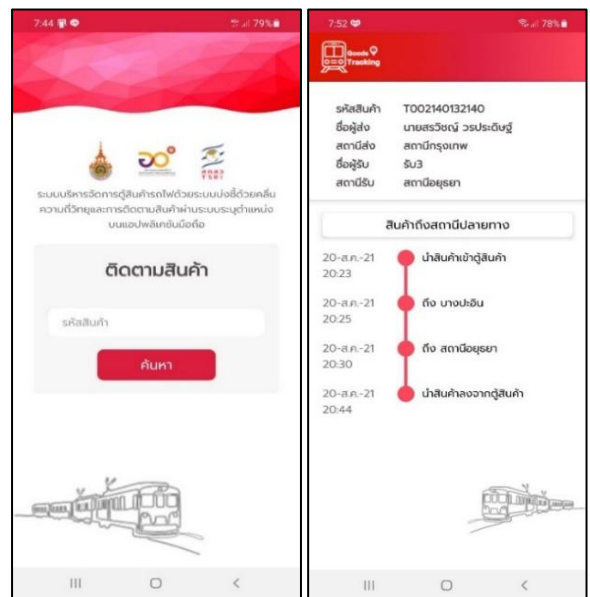 7:44
79%
TSRI
ระบบบริหารจัดการตู้สินค้ารถไฟด้วยระบบบ่งชี้ด้วยคลื่น
ความถี่วิทยุและการติดตามสินค้าผ่านระบบระบุตำแหน่ง
บนแอปพลิเคชันมือถือ
ติดตามสินค้า
รหัสสินค้า
ค้นหา
7:52
78%
Goods
Tracking
รหัสสินค้า T002140132140
ชื่อผู้ส่ง นายสรวิชญ์ วรประดิษฐ์
สถานีส่ง สถานีกรุงเทพ
ชื่อผู้รับ รับ3
สถานีรับ สถานีอยุธยา
สินค้าถึงสถานีปลายทาง
20-ส.ค.-21 นำสินค้าเข้าตู้สินค้า
20:23
20-ส.ค.-21 ถึง บางปะอิน
20:25
20-ส.ค.-21 ถึง สถานีอยุธยา
20:30
20-ส.ค.-21 นำสินค้าลงจากตู้สินค้า
20:44